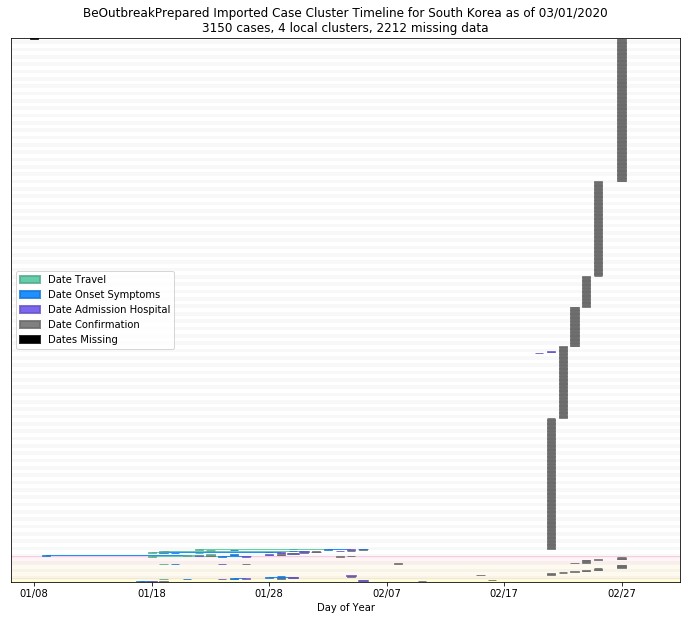 BeOutbreakPrepared Imported Case Cluster Timeline for South Korea as of 03/01/2020
3150 cases, 4 local clusters, 2212 missing data
Date Travel
Date Onset Symptoms
Date Admission Hospital
Date Confirmation
Dates Missing
01/08 01/18 01/28 02/07 02/17 02/27
Day of Year